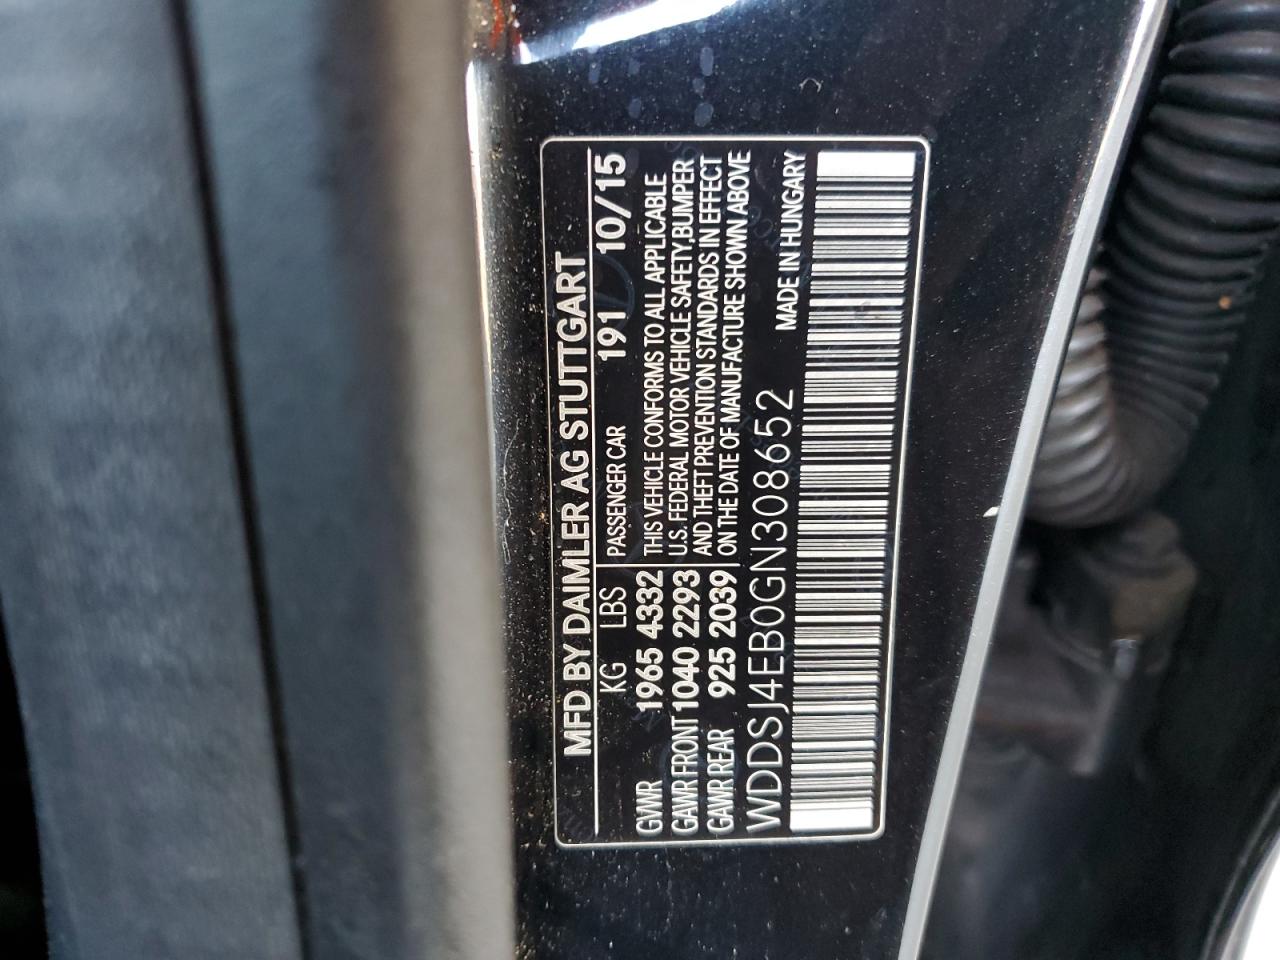 MFD BY DAIMLER AG STUTTGART
KG LBS PASSENGER CAR 191 10/15
GVWR 1965 4332 THIS VEHICLE CONFORMS TO ALL APPLICABLE
GAWR FRONT 1040 2293 U.S. FEDERAL MOTOR VEHICLE SAFETY,BUMPER
GAWR REAR 925 2039 AND THEFT PREVENTION STANDARDS IN EFFECT
ON THE DATE OF MANUFACTURE SHOWN ABOVE
WDDSJ4EB0GN308652
MADE IN HUNGARY